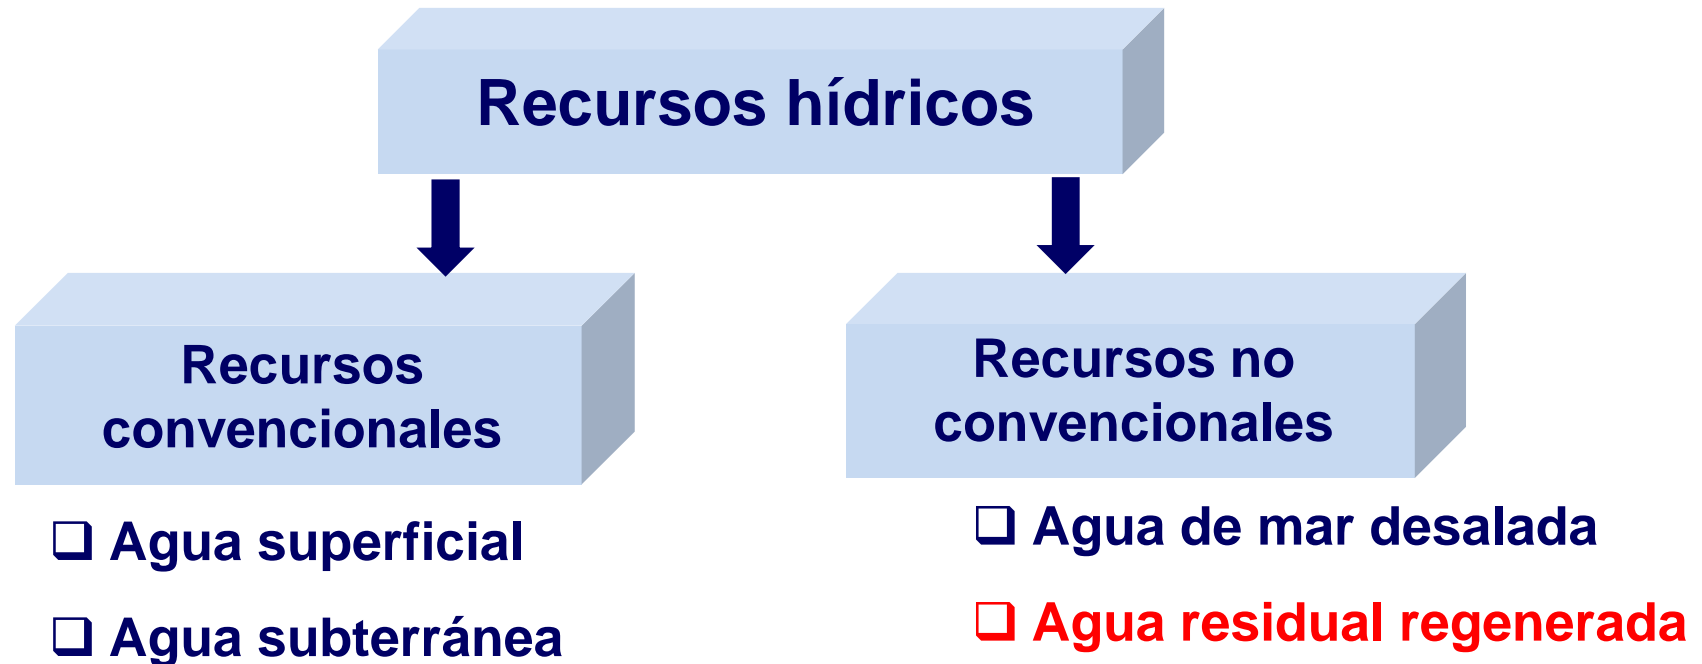 Recursos hídricos
Recursos
convencionales
Recursos no
convencionales
❑ Agua superficial
❑ Agua subterránea
❑ Agua de mar desalada
❑ Agua residual regenerada